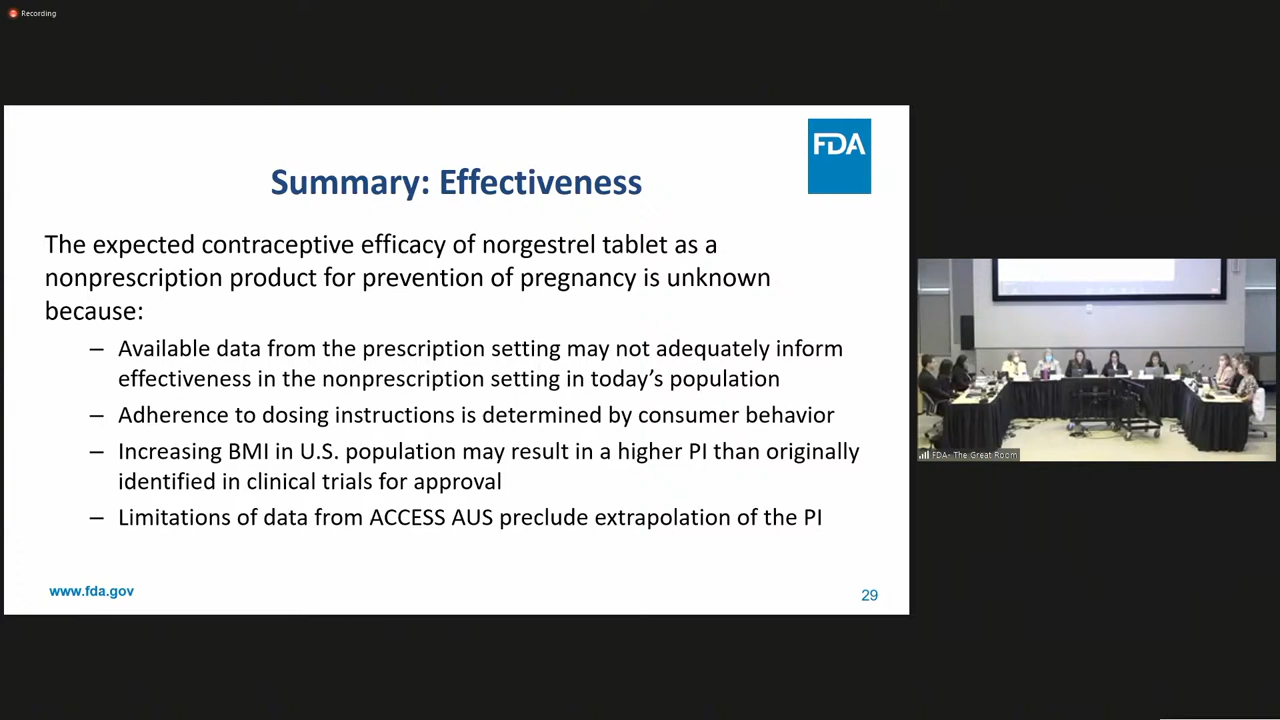 Recording
FDA
Summary: Effectiveness
The expected contraceptive efficacy of norgestrel tablet as a
nonprescription product for prevention of pregnancy is unknown
because:
– Available data from the prescription setting may not adequately inform
effectiveness in the nonprescription setting in today’s population
– Adherence to dosing instructions is determined by consumer behavior
– Increasing BMI in U.S. population may result in a higher PI than originally
identified in clinical trials for approval
– Limitations of data from ACCESS AUS preclude extrapolation of the PI
www.fda.gov
29
FDA- The Great Room